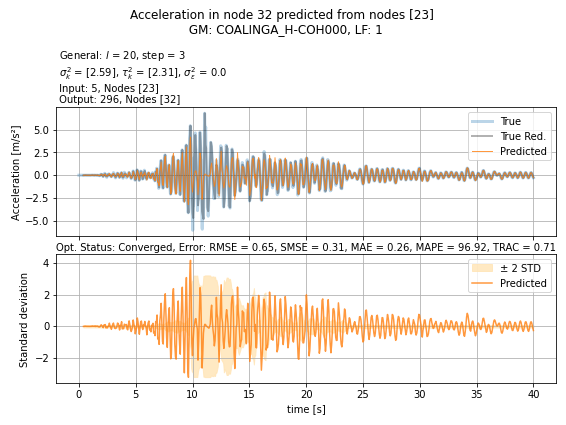 Acceleration in node 32 predicted from nodes [23]
GM: COALINGA_H-COH000, LF: 1
General: l = 20, step = 3
σ²ₖ = [2.59], τ²ₖ = [2.31], σ²ε = 0.0
Input: 5, Nodes [23]
Output: 296, Nodes [32]
Acceleration [m/s²]
5.0
2.5
0.0
−2.5
−5.0
True
True Red.
Predicted
Opt. Status: Converged, Error: RMSE = 0.65, SMSE = 0.31, MAE = 0.26, MAPE = 96.92, TRAC = 0.71
Standard deviation
4
2
0
−2
± 2 STD
Predicted
0 5 10 15 20 25 30 35 40
time [s]